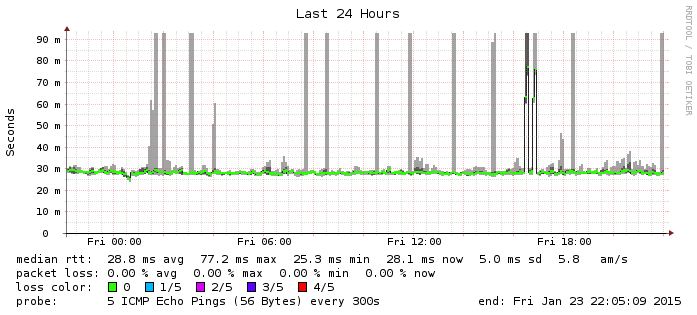 Last 24 Hours
RRDTOOL / TOBI OETIKER
Seconds
90 m
80 m
70 m
60 m
50 m
40 m
30 m
20 m
10 m
0
Fri 00:00 Fri 06:00 Fri 12:00 Fri 18:00
median rtt: 28.8 ms avg 77.2 ms max 25.3 ms min 28.1 ms now 5.0 ms sd 5.8 am/s
packet loss: 0.00 % avg 0.00 % max 0.00 % min 0.00 % now
loss color: 0 1/5 2/5 3/5 4/5
probe: 5 ICMP Echo Pings (56 Bytes) every 300s end: Fri Jan 23 22:05:09 2015